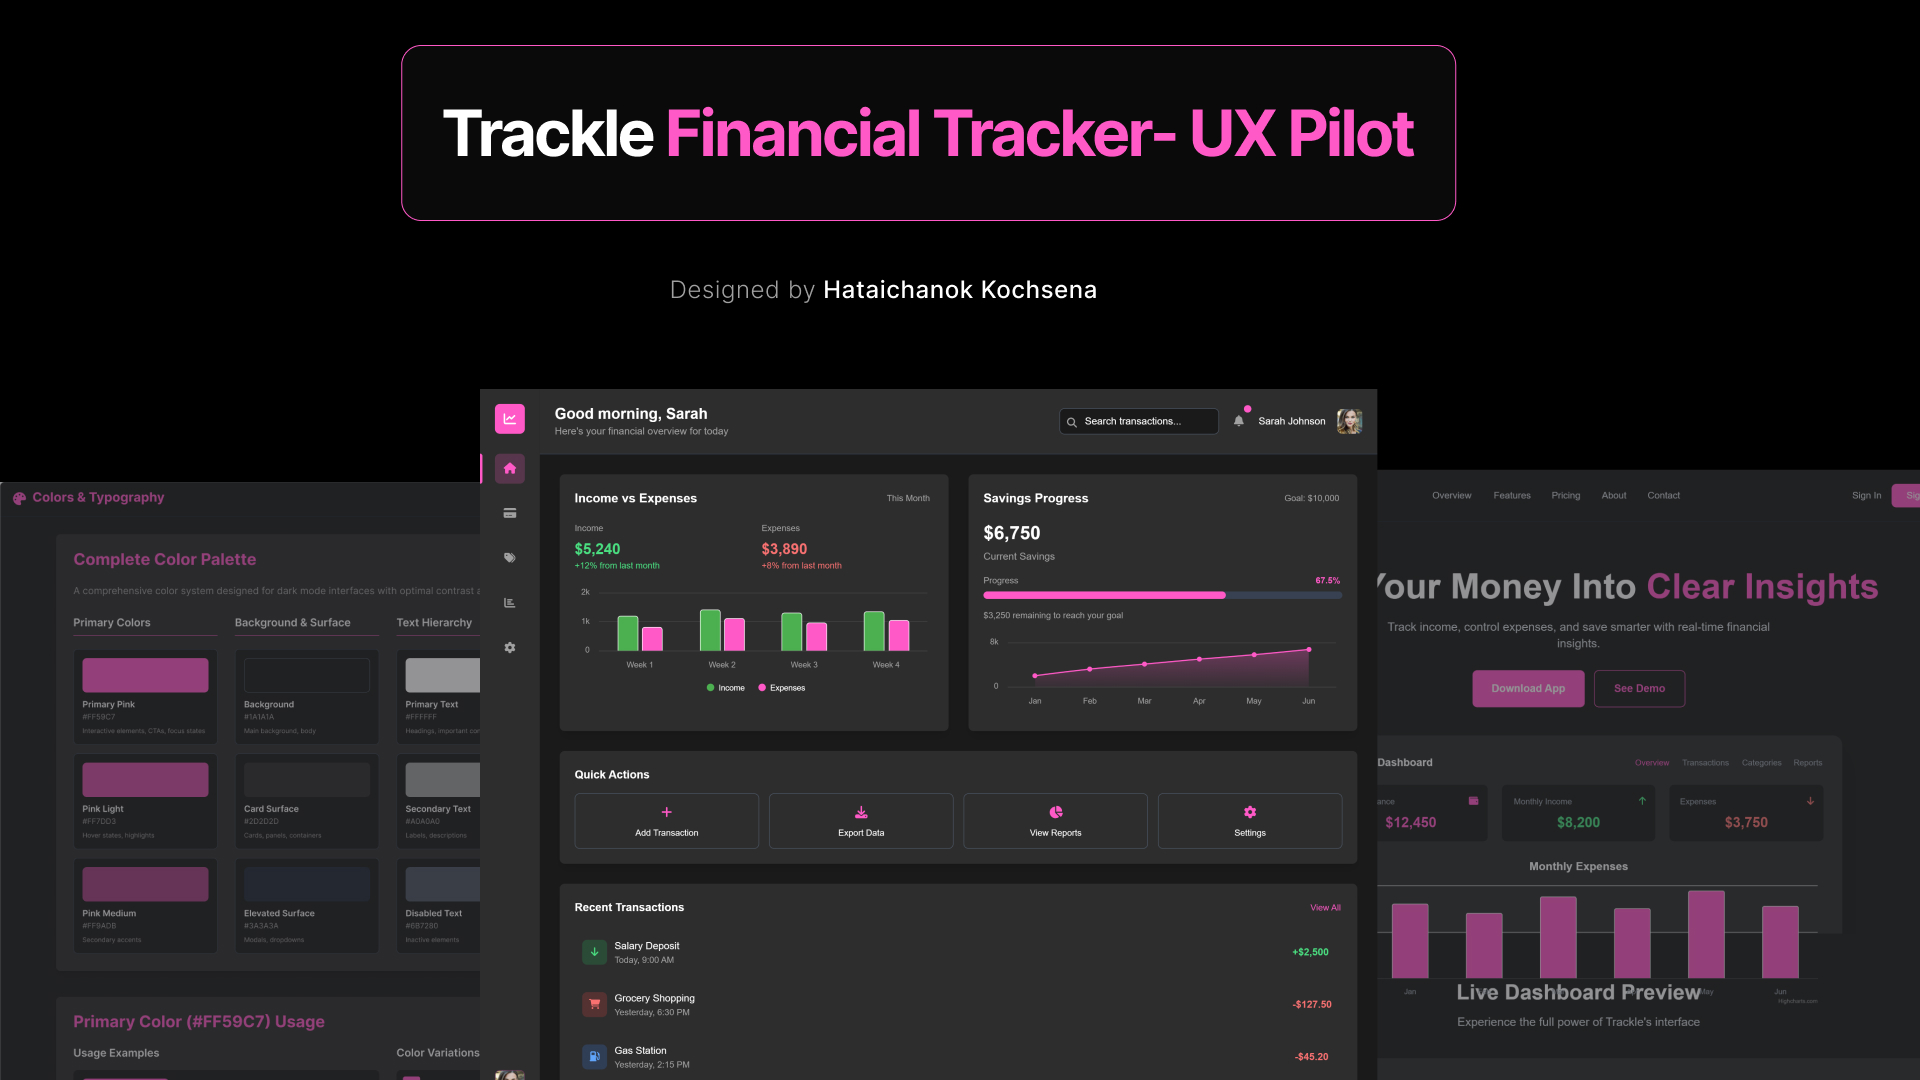 Trackle Financial Tracker- UX Pilot
Designed by Hataichanok Kochsena
Colors & Typography
Complete Color Palette
A comprehensive color system designed for dark mode interfaces with optimal contrast
Primary Colors
Background & Surface
Text Hierarchy
Primary Pink
#FF59C7
Interactive elements, CTAs, focus states
Background
#1A1A1A
Main background, body
Primary Text
#FFFFFF
Headings, important
Pink Light
#FF7DD3
Hover states, highlights
Card Surface
#2D2D2D
Cards, panels, containers
Secondary Text
#A0A0A0
Labels, descriptions
Pink Medium
#FF9ADB
Secondary accents
Elevated Surface
#3A3A3A
Modals, dropdowns
Disabled Text
#6B7280
Inactive elements
Primary Color (#FF59C7) Usage
Usage Examples
Color Variations
Good morning, Sarah
Here's your financial overview for today
Search transactions...
Sarah Johnson
Income vs Expenses
This Month
Income
Expenses
$5,240
$3,890
+12% from last month
+8% from last month
2k
1k
0
Week 1
Week 2
Week 3
Week 4
Income
Expenses
Savings Progress
Goal: $10,000
$6,750
Current Savings
Progress
67.5%
$3,250 remaining to reach your goal
8k
0
Jan
Feb
Mar
Apr
May
Jun
Quick Actions
Add Transaction
Export Data
View Reports
Settings
Recent Transactions
View All
Salary Deposit
Today, 9:00 AM
+$2,500
Grocery Shopping
Yesterday, 6:30 PM
-$127.50
Gas Station
Yesterday, 2:15 PM
-$45.20
Overview
Features
Pricing
About
Contact
Sign In
Your Money Into Clear Insights
Track income, control expenses, and save smarter with real-time financial
insights.
Download App
See Demo
Dashboard
Overview
Transactions
Categories
Reports
$12,450
Monthly Income
$8,200
Expenses
$3,750
Monthly Expenses
Jan
May
Jun
Highcharts.com
Live Dashboard Preview
Experience the full power of Trackle's interface